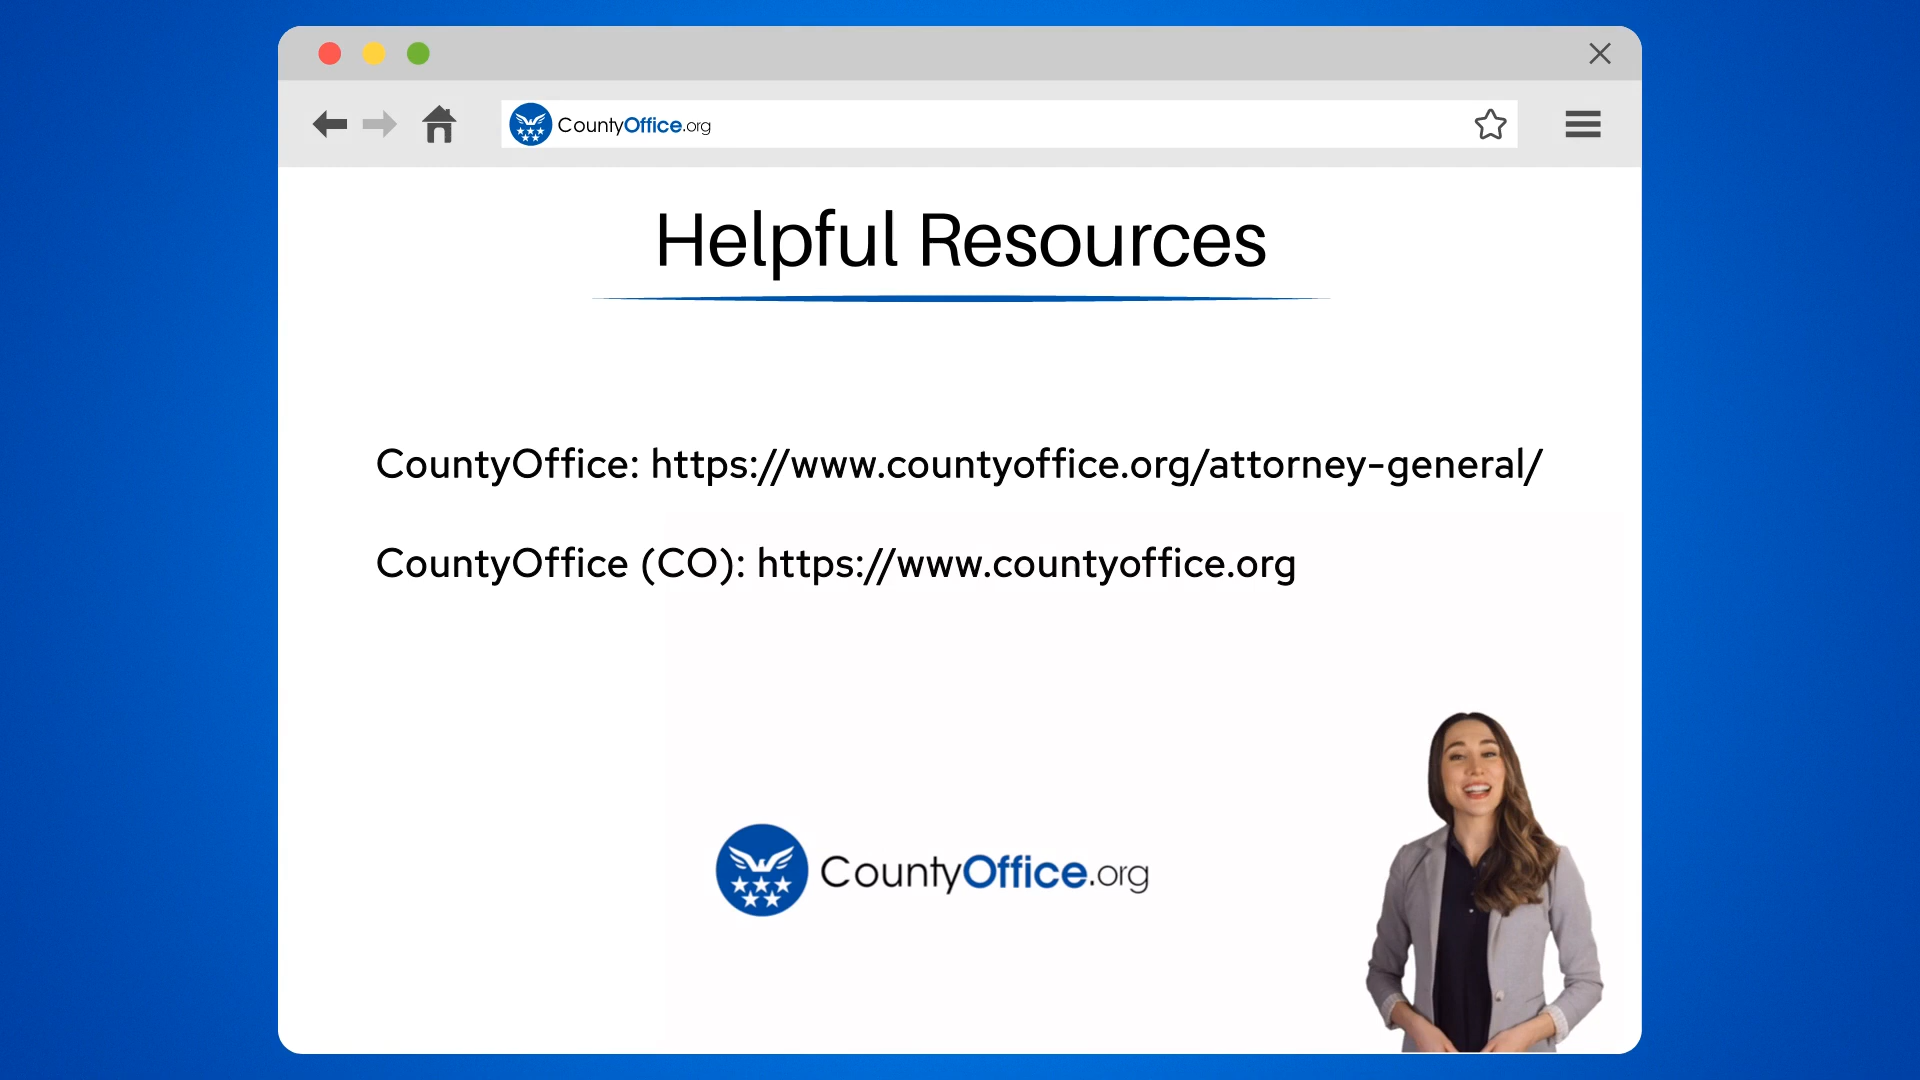 CountyOffice.org
Helpful Resources
CountyOffice: https://www.countyoffice.org/attorney-general/
CountyOffice (CO): https://www.countyoffice.org
CountyOffice.org